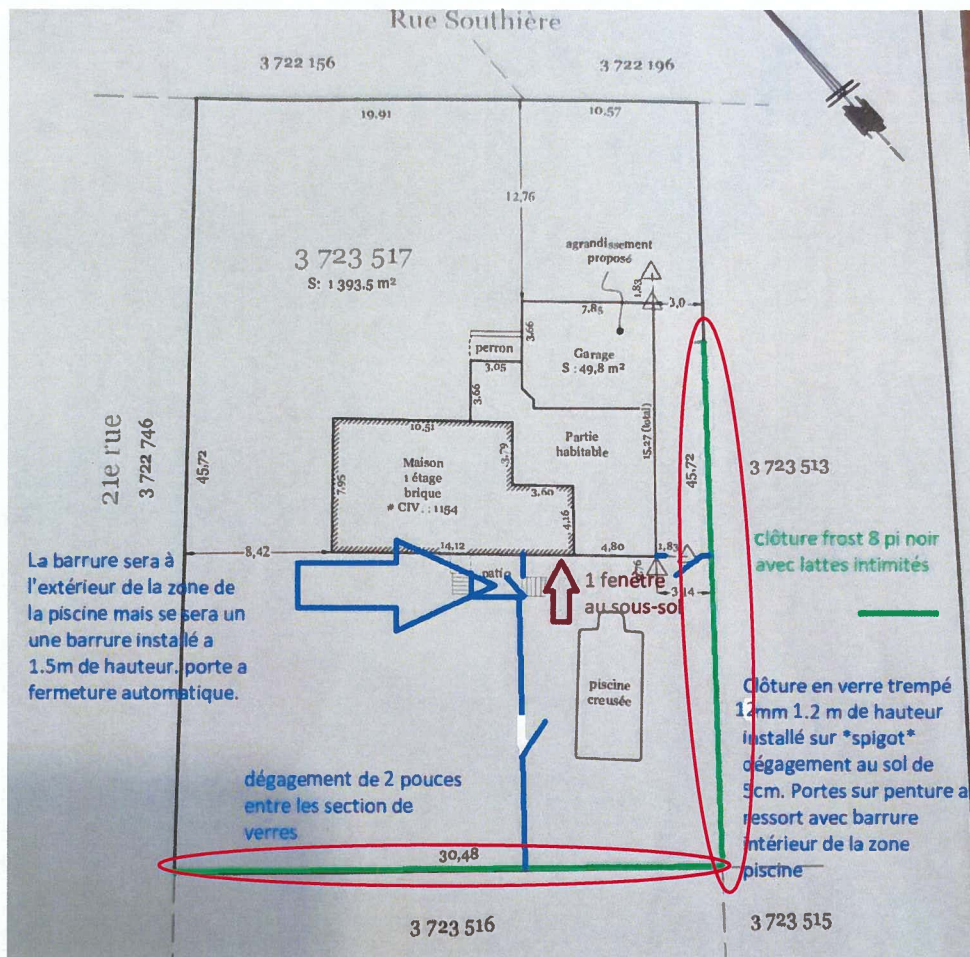 Rue Southière
3 722 156
3 722 196
19,91
10,57
12,76
3 723 517
S: 1 393,5 m²
agrandissement
proposé
1,83
3,0
7,85
3,66
perron
3,05
Garage
S : 49,8 m²
3,66
21e rue
3 722 746
45,72
10,51
3,79
Partie
habitable
15,27 (total)
45,72
3 723 513
7,95
Maison
1 étage
brique
# CIV. : 1154
3,60
4,16
8,42
14,12
4,80
1,83
clôture frost 8 pi noir
avec lattes intimités
La barrure sera à
l'extérieur de la zone de
la piscine mais se sera un
une barrure installé a
1.5m de hauteur. porte a
fermeture automatique.
patio
1 fenêtre
au sous-sol
3,14
piscine
creusée
Clôture en verre trempé
12mm 1.2 m de hauteur
installé sur *spigot*
dégagement au sol de
5cm. Portes sur penture a
ressort avec barrure
intérieur de la zone
piscine
dégagement de 2 pouces
entre les section de
verres
30,48
3 723 516
3 723 515